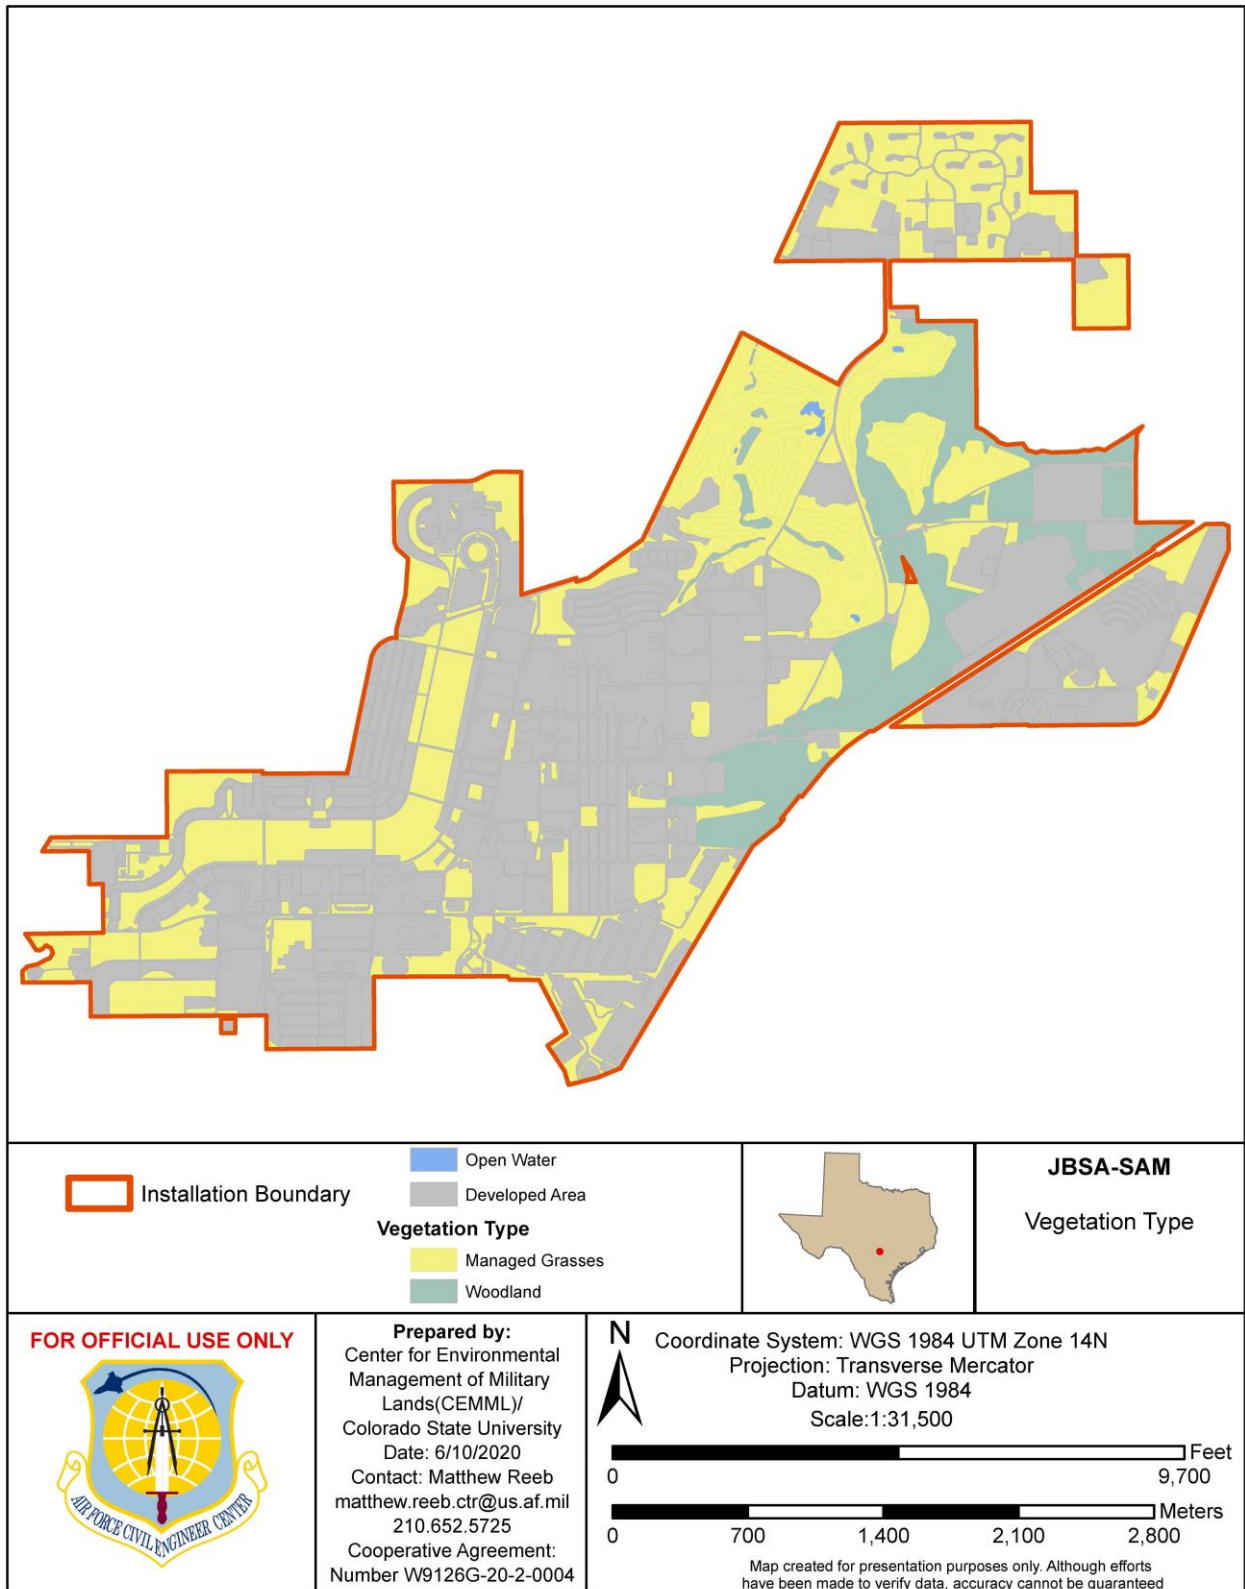 Installation Boundary
Open Water
Developed Area
Vegetation Type
Managed Grasses
Woodland
JBSA-SAM
Vegetation Type
FOR OFFICIAL USE ONLY
AIR FORCE CIVIL ENGINEER CENTER
Prepared by:
Center for Environmental
Management of Military
Lands(CEMML)/
Colorado State University
Date: 6/10/2020
Contact: Matthew Reeb
matthew.reeb.ctr@us.af.mil
210.652.5725
Cooperative Agreement:
Number W9126G-20-2-0004
N
Coordinate System: WGS 1984 UTM Zone 14N
Projection: Transverse Mercator
Datum: WGS 1984
Scale:1:31,500
Feet
0 9,700
Meters
0 700 1,400 2,100 2,800
Map created for presentation purposes only. Although efforts
have been made to verify data, accuracy cannot be guaranteed